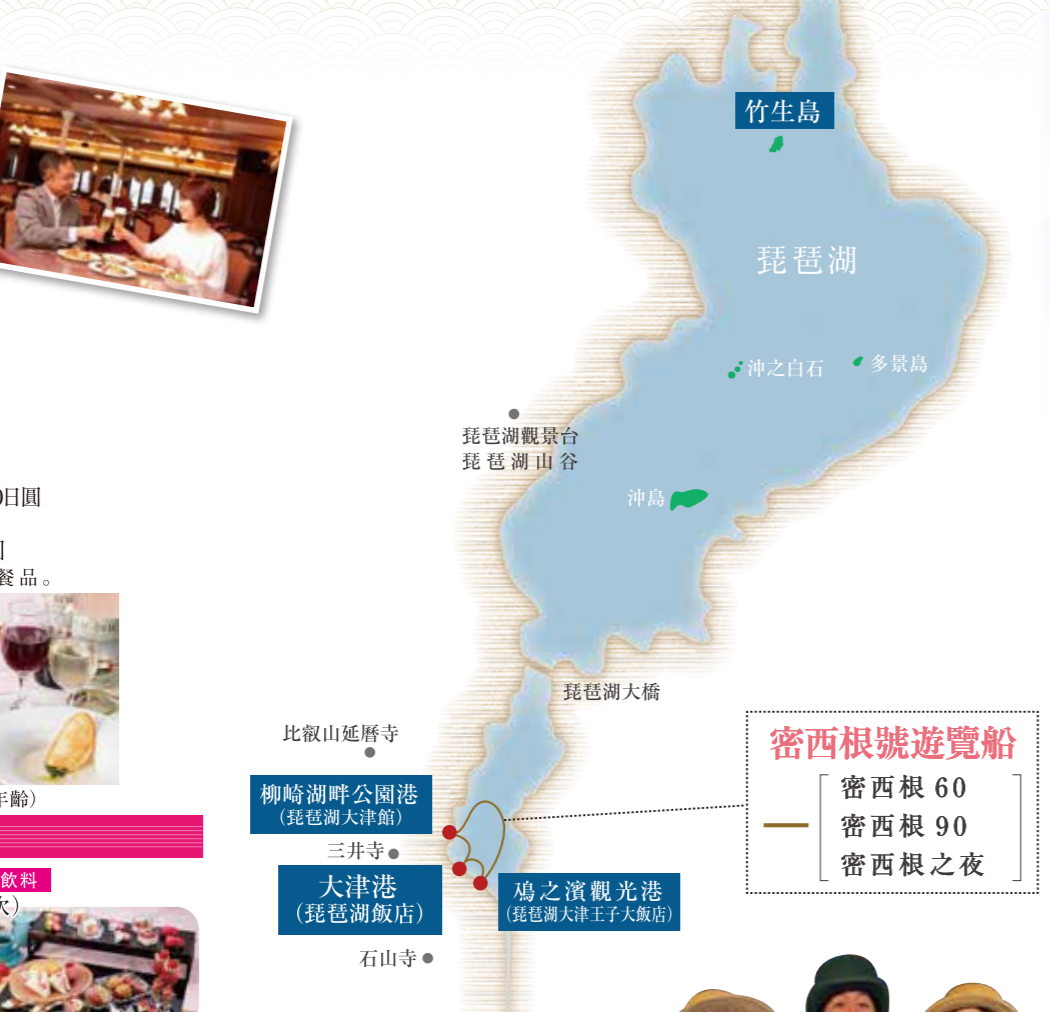 竹生島
琵琶湖
沖之白石
多景島
琵琶湖觀景台
琵琶湖山谷
沖島
日圓
餐品。
琵琶湖大橋
比叡山延曆寺
年齡）
柳崎湖畔公園港
（琵琶湖大津館）
三井寺
大津港
（琵琶湖飯店）
鳰之濱觀光港
（琵琶湖大津王子大飯店）
石山寺
密西根號遊覽船
密西根 60
密西根 90
密西根之夜
飲料